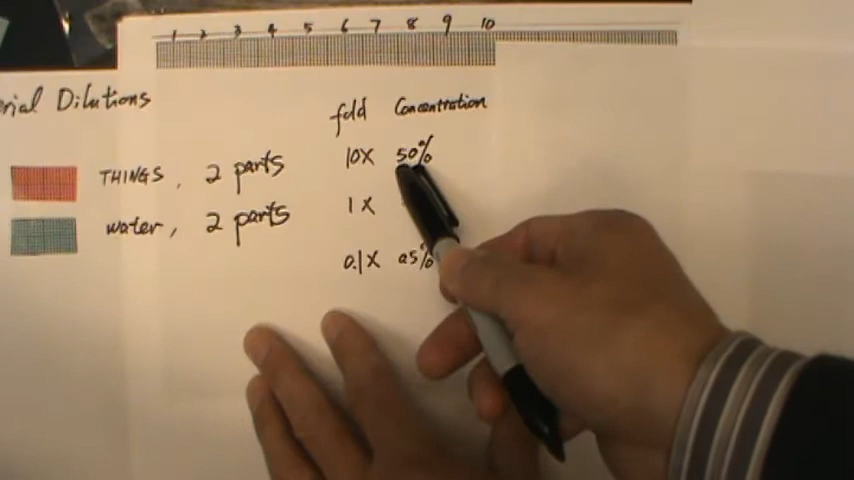 1 2 3 4 5 6 7 8 9 10
rial Dilutions
fold Concentration
THINGS, 2 parts
10X 50%
water, 2 parts
1X
0.1X 0.5%